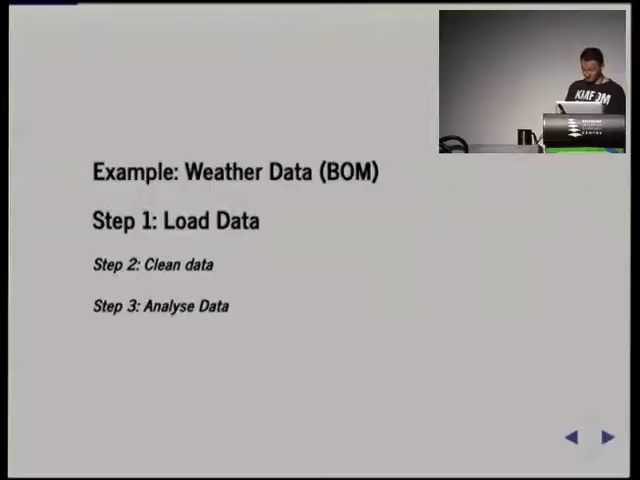 Example: Weather Data (BOM)
Step 1: Load Data
Step 2: Clean data
Step 3: Analyse Data